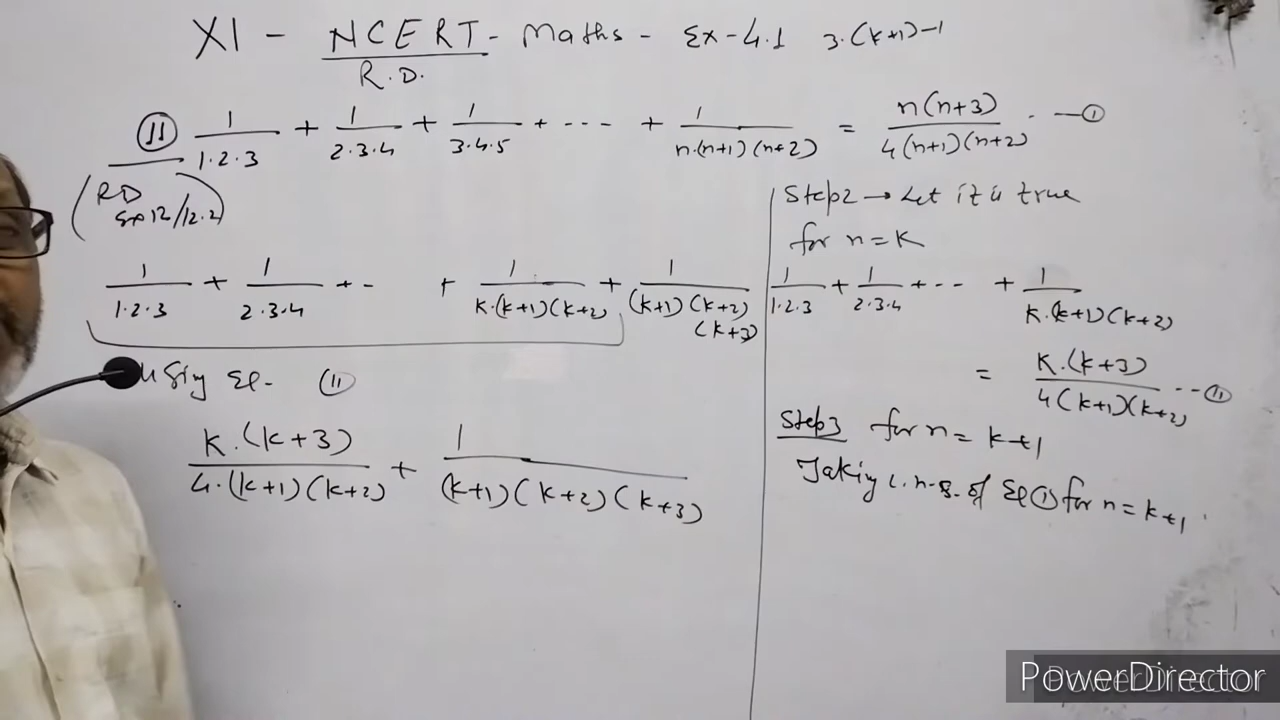 XI - NCERT - Maths - Ex-4.1 3.(k+1)-1
R.D.
(11) 1/1.2.3 + 1/2.3.4 + 1/3.4.5 + ---- + 1/n.(n+1)(n+2) = n(n+3)/4(n+1)(n+2) . —(1)
(RD
Ex12/12.2)
1/1.2.3 + 1/2.3.4 + -- + 1/K.(k+1)(k+2) + 1/(k+1)(k+2)(k+3)
Using Eq- (11)
K.(k+3)/4.(k+1)(k+2) + 1/(k+1)(k+2)(k+3)
Step2 → Let it is true
for n=K
1/1.2.3 + 1/2.3.4 + --- + 1/K.(k+1)(k+2)
= K.(k+3)/4(k+1)(k+2) --(11)
Step3 for n = k+1
Taking L.H.S. of Eq(1) for n = k+1
PowerDirector